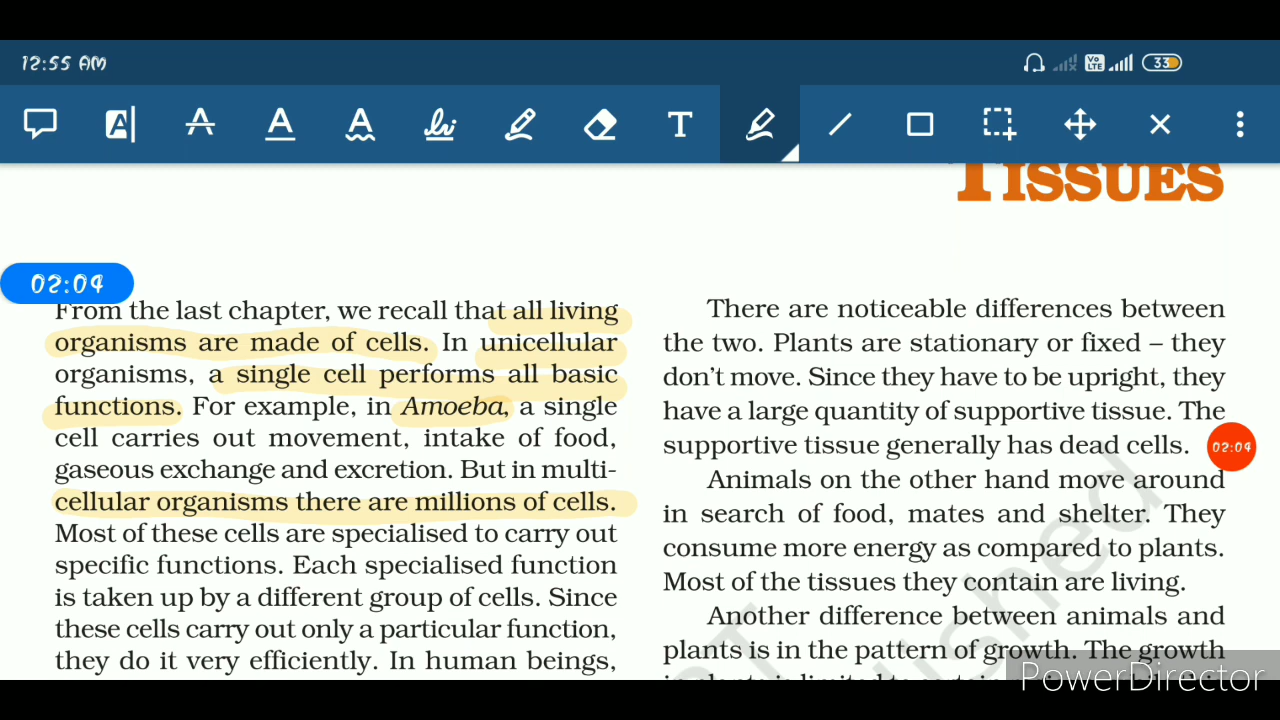 12:55 AM
Vo LTE
33
A
A
A
A
T
TISSUES
02:04
From the last chapter, we recall that all living
organisms are made of cells. In unicellular
organisms, a single cell performs all basic
functions. For example, in Amoeba, a single
cell carries out movement, intake of food,
gaseous exchange and excretion. But in multi-
cellular organisms there are millions of cells.
Most of these cells are specialised to carry out
specific functions. Each specialised function
is taken up by a different group of cells. Since
these cells carry out only a particular function,
they do it very efficiently. In human beings,
There are noticeable differences between
the two. Plants are stationary or fixed – they
don't move. Since they have to be upright, they
have a large quantity of supportive tissue. The
supportive tissue generally has dead cells.
02:04
Animals on the other hand move around
in search of food, mates and shelter. They
consume more energy as compared to plants.
Most of the tissues they contain are living.
Another difference between animals and
plants is in the pattern of growth. The growth
PowerDirector